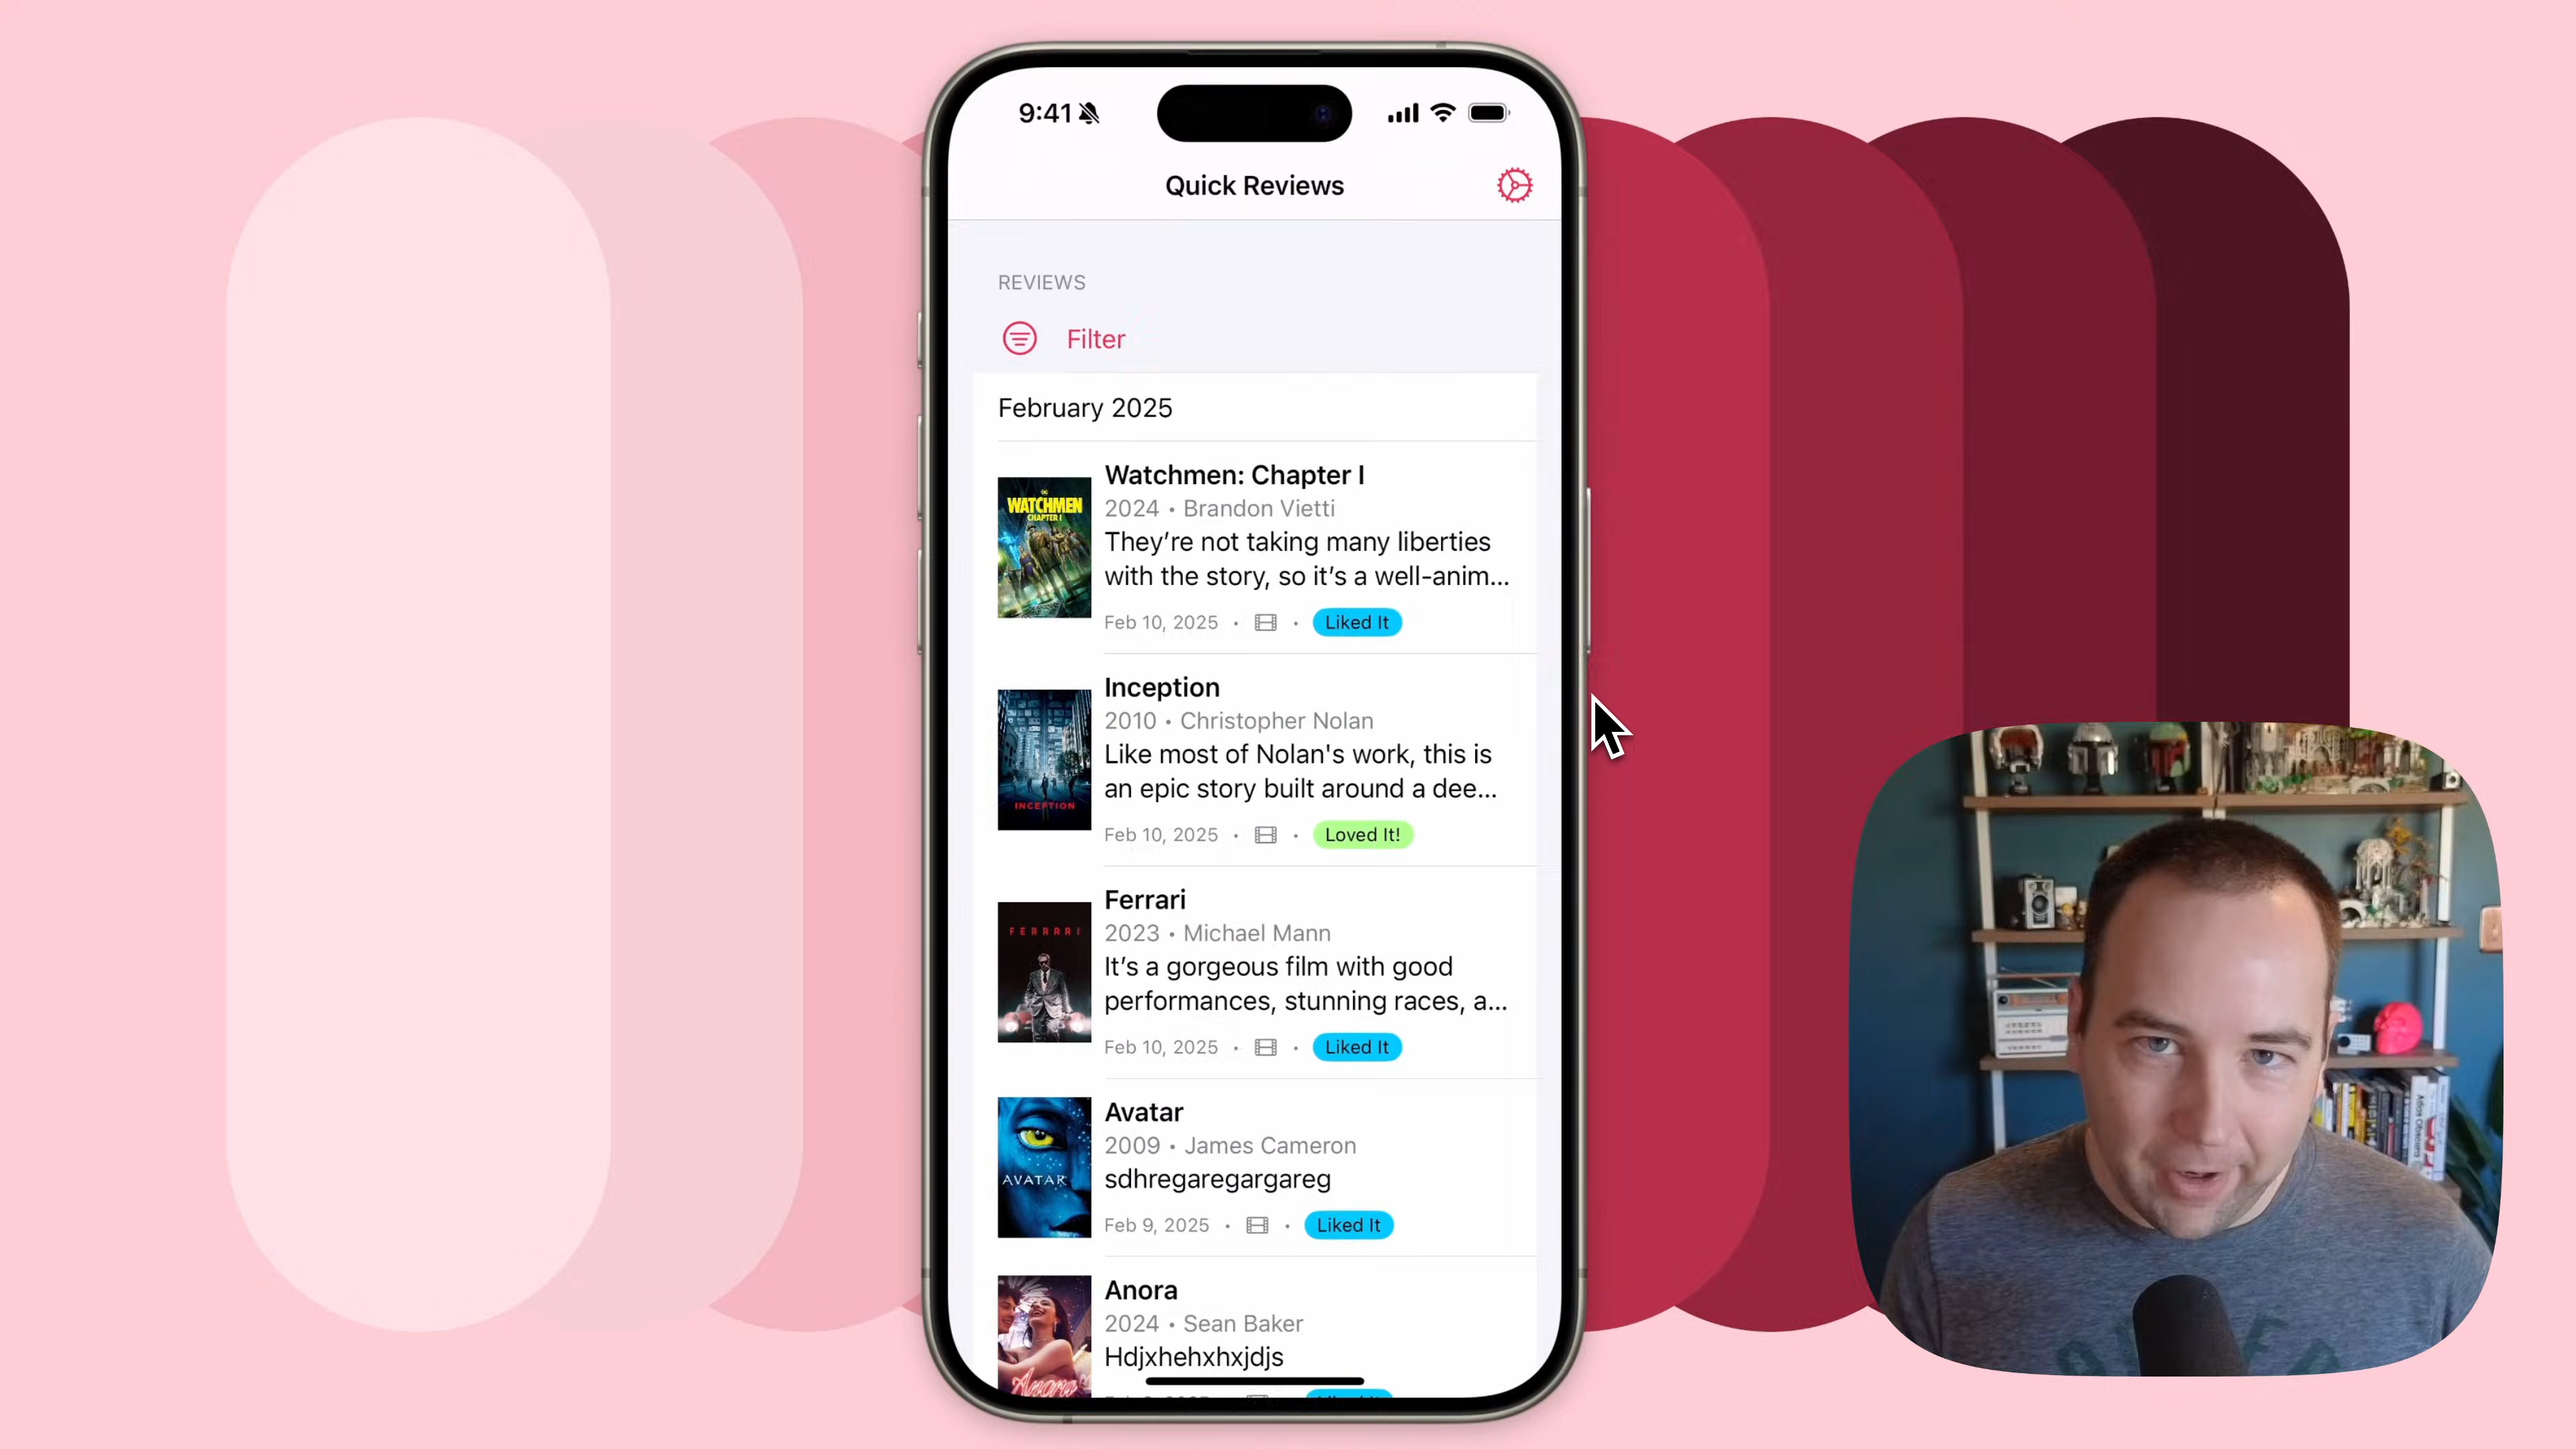 9:41
Quick Reviews
REVIEWS
Filter
February 2025
WATCHMEN
CHAPTER I
Watchmen: Chapter I
2024 • Brandon Vietti
They’re not taking many liberties
with the story, so it’s a well-anim...
Feb 10, 2025 • • Liked It
INCEPTION
Inception
2010 • Christopher Nolan
Like most of Nolan's work, this is
an epic story built around a dee...
Feb 10, 2025 • • Loved It!
FERRARI
Ferrari
2023 • Michael Mann
It’s a gorgeous film with good
performances, stunning races, a...
Feb 10, 2025 • • Liked It
AVATAR
Avatar
2009 • James Cameron
sdhregaregargareg
Feb 9, 2025 • • Liked It
Anora
Anora
2024 • Sean Baker
Hdjxhehxhxjdjs